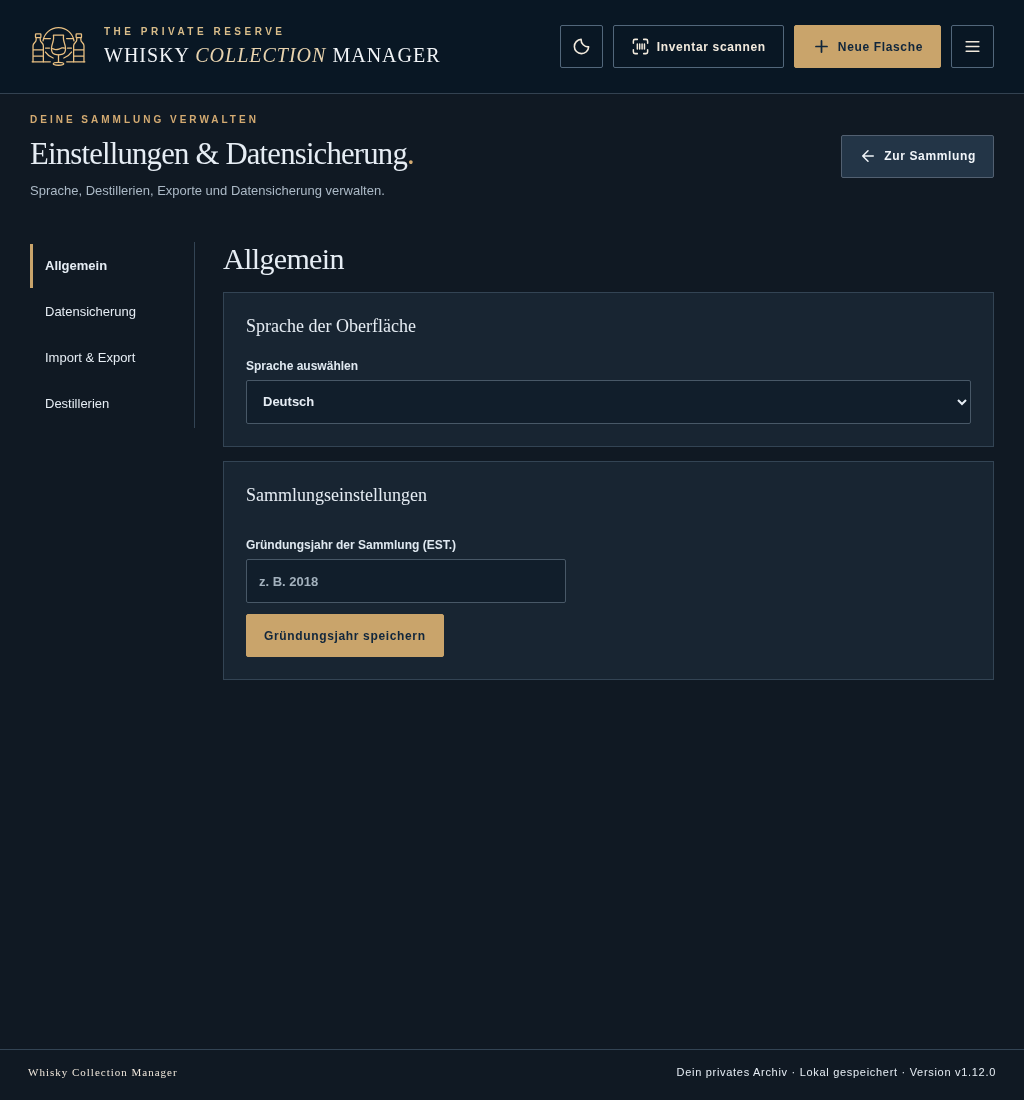 THE PRIVATE RESERVE
WHISKY COLLECTION MANAGER
Inventar scannen
Neue Flasche
DEINE SAMMLUNG VERWALTEN
Einstellungen & Datensicherung.
Sprache, Destillerien, Exporte und Datensicherung verwalten.
Zur Sammlung
Allgemein
Datensicherung
Import & Export
Destillerien
Allgemein
Sprache der Oberfläche
Sprache auswählen
Deutsch
Sammlungseinstellungen
Gründungsjahr der Sammlung (EST.)
z. B. 2018
Gründungsjahr speichern
Whisky Collection Manager
Dein privates Archiv · Lokal gespeichert · Version v1.12.0